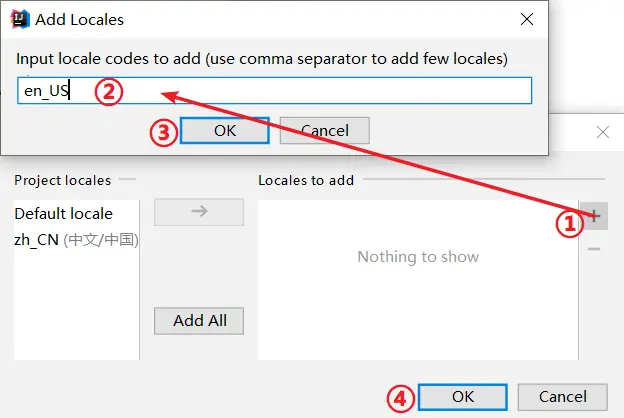 Add Locales
Input locale codes to add (use comma separator to add few locales)
en_US ②
③ OK Cancel
Project locales Locales to add
Default locale
zh_CN (中文/中国)
① +
Nothing to show
Add All
④ OK Cancel